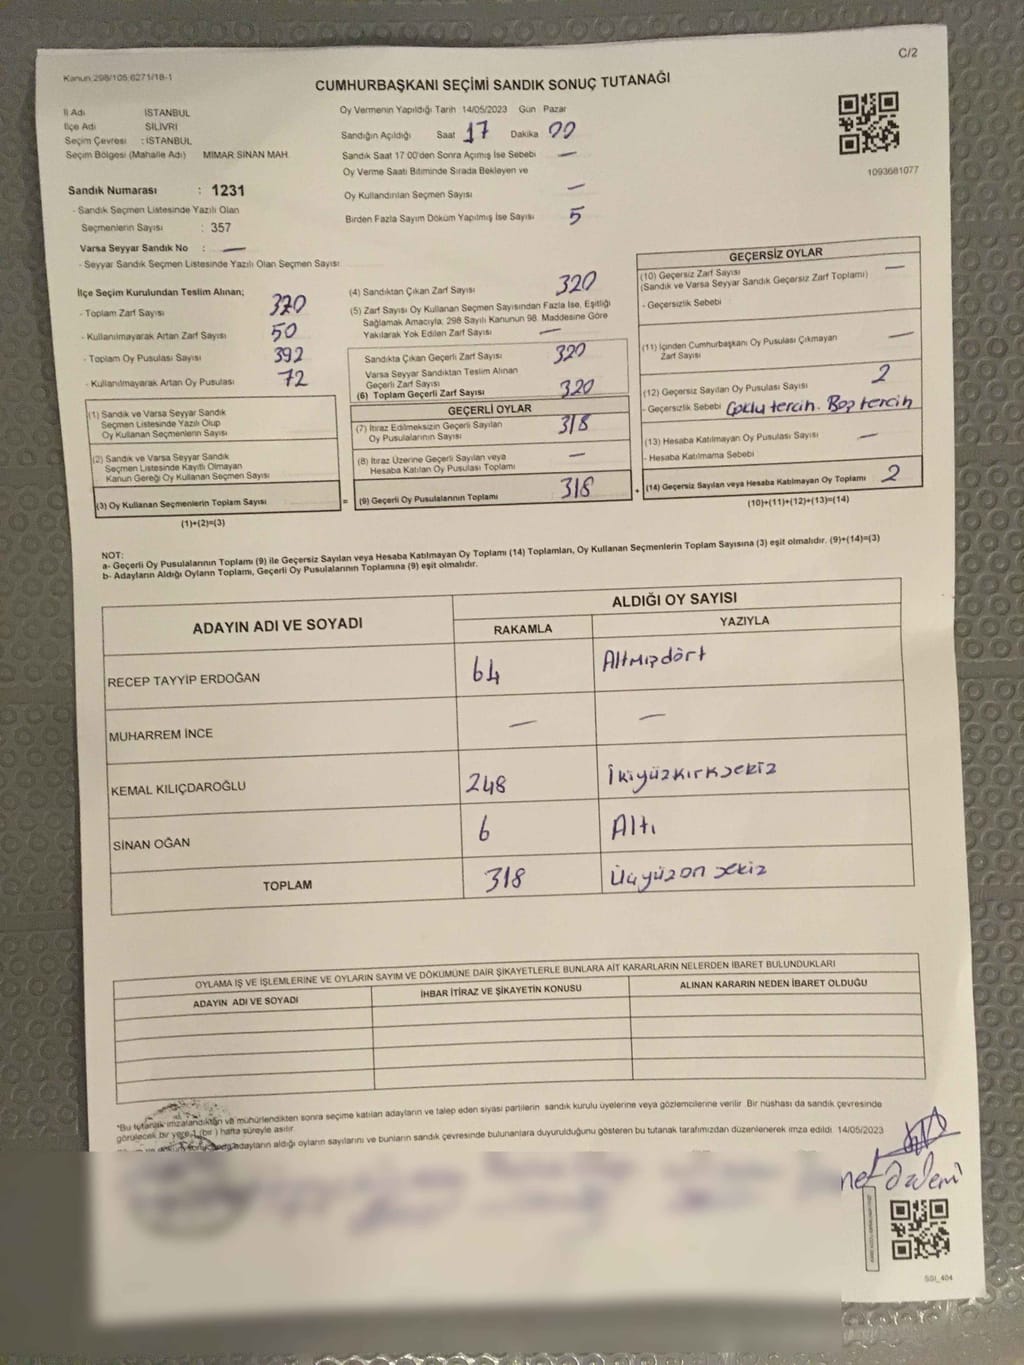 C/2
Kanun 298/105,6271/18-1
CUMHURBAŞKANI SEÇİMİ SANDIK SONUÇ TUTANAĞI
İl Adı İSTANBUL
İlçe Adı SİLİVRİ
Seçim Çevresi : İSTANBUL
Seçim Bölgesi (Mahalle Adı) MİMAR SİNAN MAH.
Sandık Numarası : 1231
- Sandık Seçmen Listesinde Yazılı Olan
Seçmenlerin Sayısı : 357
Varsa Seyyar Sandık No : —
- Seyyar Sandık Seçmen Listesinde Yazılı Olan Seçmen Sayısı
Oy Vermenin Yapıldığı Tarih 14/05/2023 Gün Pazar
Sandığın Açıldığı Saat 17 Dakika 00
Sandık Saat 17 00'den Sonra Açımış İse Sebebi —
Oy Verme Saati Bitiminde Sırada Bekleyen ve
Oy Kullandırılan Seçmen Sayısı —
Birden Fazla Sayım Döküm Yapılmış İse Sayısı 5
1093681077
İlçe Seçim Kurulundan Teslim Alınan;
- Toplam Zarf Sayısı 370
- Kullanılmayarak Artan Zarf Sayısı 50
- Toplam Oy Pusulası Sayısı 392
- Kullanılmayarak Artan Oy Pusulası 72
(1) Sandık ve Varsa Seyyar Sandık
Seçmen Listesinde Yazılı Olup
Oy Kullanan Seçmenlerin Sayısı
(2) Sandık ve Varsa Seyyar Sandık
Seçmen Listesinde Kayıtlı Olmayan
Kanun Gereği Oy Kullanan Seçmen Sayısı
(3) Oy Kullanan Seçmenlerin Toplam Sayısı
(1)+(2)=(3)
(4) Sandıktan Çıkan Zarf Sayısı 320
(5) Zarf Sayısı Oy Kullanan Seçmen Sayısından Fazla İse, Eşitliği
Sağlamak Amacıyla; 298 Sayılı Kanunun 98. Maddesine Göre
Yakılarak Yok Edilen Zarf Sayısı —
Sandıkta Çıkan Geçerli Zarf Sayısı 320
Varsa Seyyar Sandıktan Teslim Alınan
Geçerli Zarf Sayısı
(6) Toplam Geçerli Zarf Sayısı 320
GEÇERLİ OYLAR
(7) İtiraz Edilmeksizin Geçerli Sayılan
Oy Pusulalarının Sayısı 318
(8) İtiraz Üzerine Geçerli Sayılan veya
Hesaba Katılan Oy Pusulası Toplamı —
= (9) Geçerli Oy Pusulalarının Toplamı 318 +
GEÇERSİZ OYLAR
(10) Geçersiz Zarf Sayısı —
(Sandık ve Varsa Seyyar Sandık Geçersiz Zarf Toplamı)
- Geçersizlik Sebebi
(11) İçinden Cumhurbaşkanı Oy Pusulası Çıkmayan
Zarf Sayısı —
(12) Geçersiz Sayılan Oy Pusulası Sayısı 2
- Geçersizlik Sebebi Çoklu tercih. Boş tercih
(13) Hesaba Katılmayan Oy Pusulası Sayısı —
- Hesaba Katılmama Sebebi
(14) Geçersiz Sayılan veya Hesaba Katılmayan Oy Toplamı 2
(10)+(11)+(12)+(13)=(14)
NOT:
a- Geçerli Oy Pusulalarının Toplamı (9) ile Geçersiz Sayılan veya Hesaba Katılmayan Oy Toplamı (14) Toplamları, Oy Kullanan Seçmenlerin Toplam Sayısına (3) eşit olmalıdır. (9)+(14)=(3)
b- Adayların Aldığı Oyların Toplamı, Geçerli Oy Pusulalarının Toplamına (9) eşit olmalıdır.
ADAYIN ADI VE SOYADI
ALDIĞI OY SAYISI
RAKAMLA YAZIYLA
RECEP TAYYİP ERDOĞAN 64 Altmışdört
MUHARREM İNCE — —
KEMAL KILIÇDAROĞLU 248 İkiyüzkırksekiz
SİNAN OĞAN 6 Altı
TOPLAM 318 Üçyüzon sekiz
OYLAMA İŞ VE İŞLEMLERİNE VE OYLARIN SAYIM VE DÖKÜMÜNE DAİR ŞİKAYETLERLE BUNLARA AİT KARARLARIN NELERDEN İBARET BULUNDUKLARI
ADAYIN ADI VE SOYADI İHBAR İTİRAZ VE ŞİKAYETİN KONUSU ALINAN KARARIN NEDEN İBARET OLDUĞU
"Bu tutanak imzalandıktan ve mühürlendikten sonra seçime katılan adayların ve talep eden siyasi partilerin sandık kurulu üyelerine veya gözlemcilerine verilir. Bir nüshası da sandık çevresinde
görülecek bir yere 1 (bir ) hafta süreyle asılır.
adayların aldığı oyların sayılarını ve bunların sandık çevresinde bulunanlara duyurulduğunu gösteren bu tutanak tarafımızdan düzenlenerek imza edildi. 14/05/2023
SGI_404